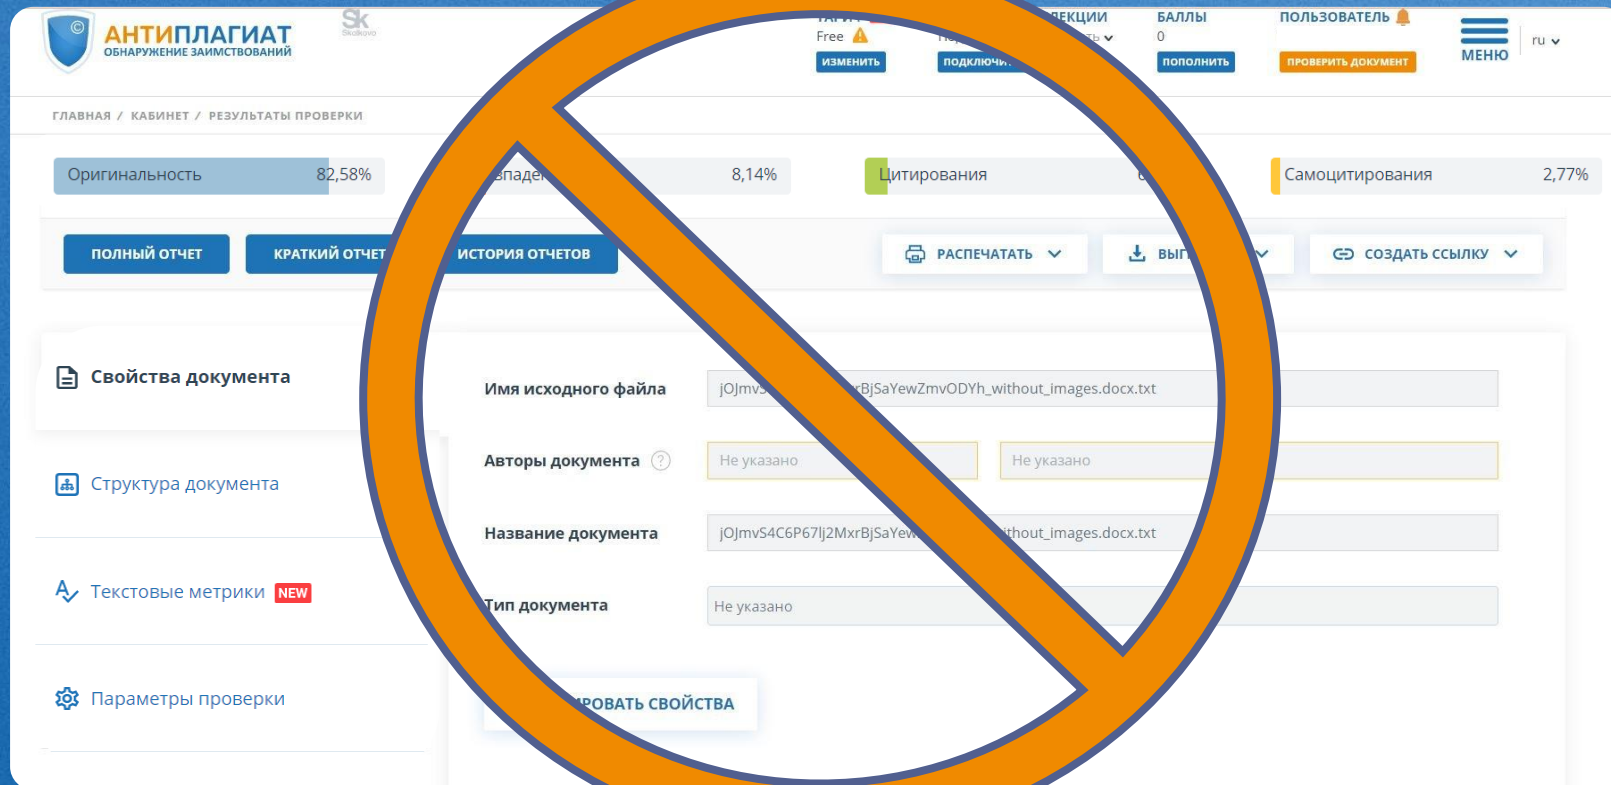 АНТИПЛАГИАТ
ОБНАРУЖЕНИЕ ЗАИМСТВОВАНИЙ
Sk
Skolkovo
БАЛЛЫ
ПОЛЬЗОВАТЕЛЬ
Free
0
ИЗМЕНИТЬ
ПОПОЛНИТЬ
ПРОВЕРИТЬ ДОКУМЕНТ
МЕНЮ
ru
ГЛАВНАЯ / КАБИНЕТ / РЕЗУЛЬТАТЫ ПРОВЕРКИ
Оригинальность 82,58%
8,14%
Цитирования
Самоцитирования 2,77%
ПОЛНЫЙ ОТЧЕТ
КРАТКИЙ ОТЧЕТ
ИСТОРИЯ ОТЧЕТОВ
РАСПЕЧАТАТЬ
СОЗДАТЬ ССЫЛКУ
Свойства документа
Структура документа
Текстовые метрики NEW
Параметры проверки
Имя исходного файла
Авторы документа ?
Не указано
Не указано
Название документа
Тип документа
Не указано
СВОЙСТВА